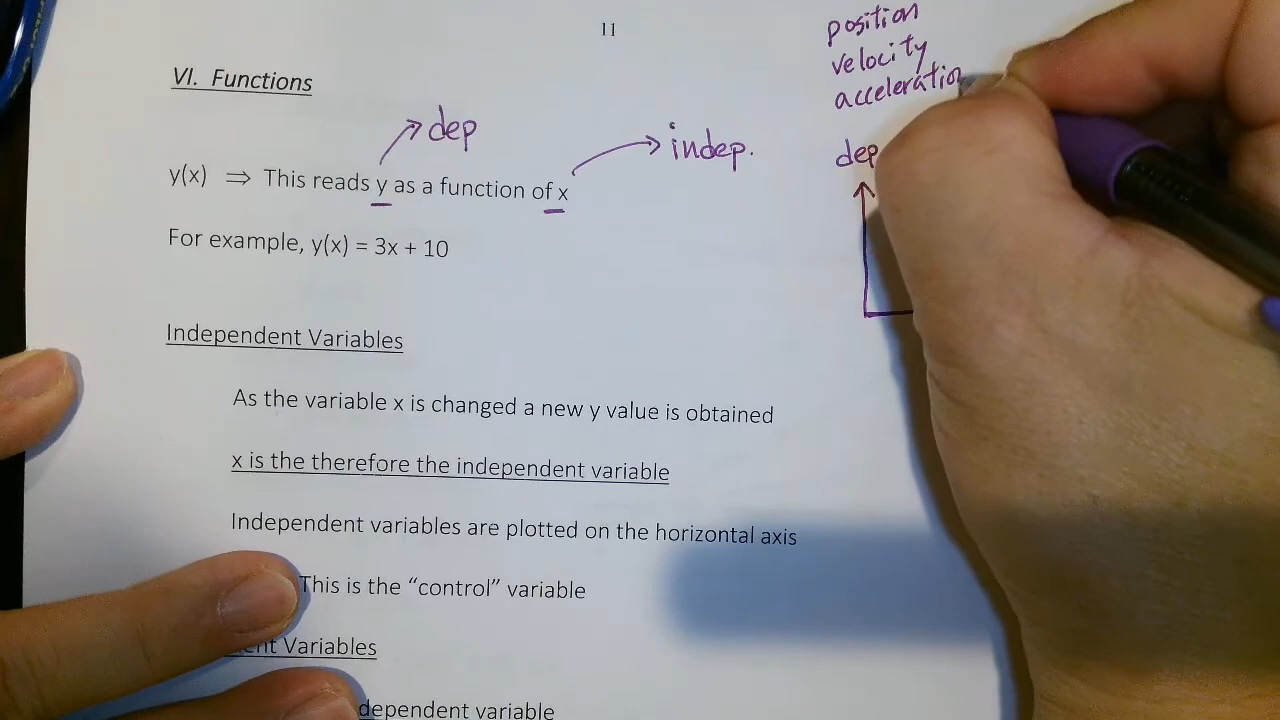 11
position
velocity
acceleration
VI. Functions
dep
indep.
dep
y(x) ⇒ This reads y as a function of x
For example, y(x) = 3x + 10
Independent Variables
As the variable x is changed a new y value is obtained
x is the therefore the independent variable
Independent variables are plotted on the horizontal axis
This is the “control” variable
Variables
dependent variable